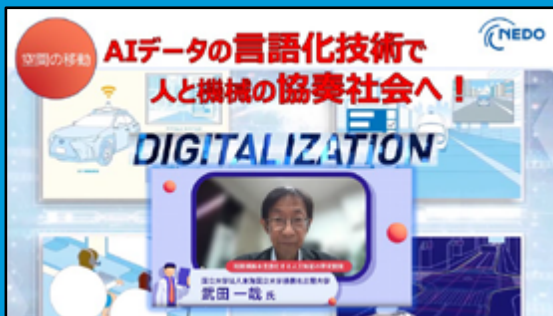 NEDO
空間の移動
AIデータの言語化技術で
人と機械の協奏社会へ!
DIGITALIZATION
武田 一哉 氏